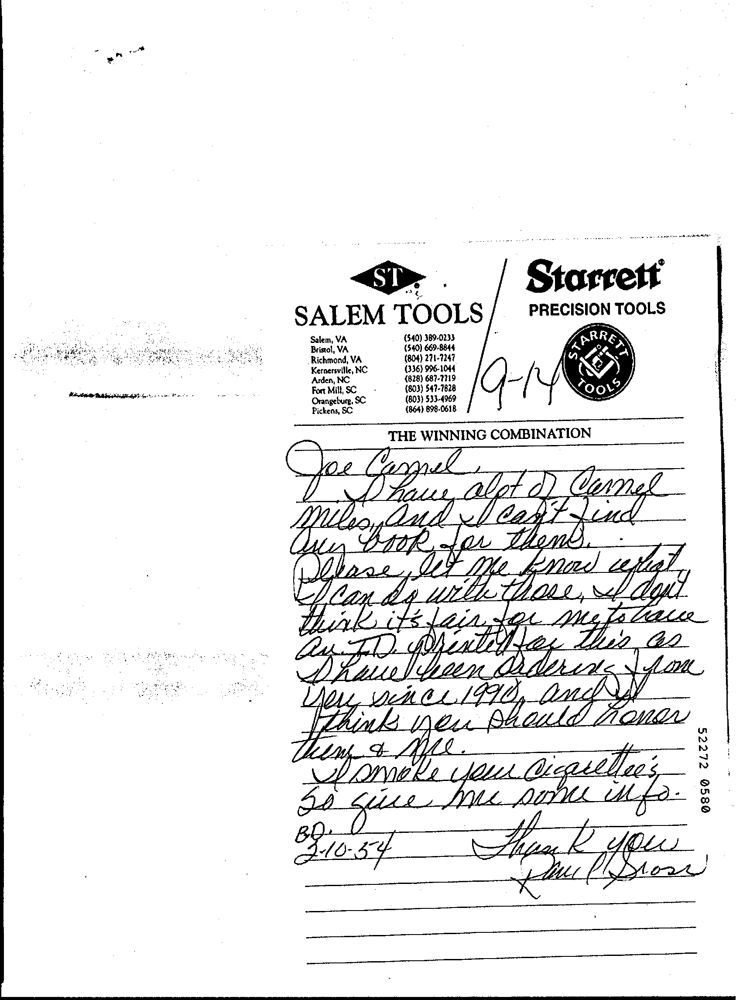 ST
SALEM TOOLS
Starrett®
PRECISION TOOLS
STARRETT
TOOLS
Salem, VA (540) 389-0233
Bristol, VA (540) 669-8844
Richmond, VA (804) 271-7247
Kernersville, NC (336) 996-1044
Arden, NC (828) 687-7719
Fort Mill, SC (803) 547-7828
Orangeburg, SC (803) 533-4969
Pickens, SC (864) 898-0618
9-14
THE WINNING COMBINATION
Joe Camel,
I have alot of Camel
miles, and I can't find
any book for them.
Please let me know what
I can do with those, I don't
think it's fair for me to have
an I.D. printed for this as
I have been ordering from
you since 1990, and I
think you should honor
them & me.
I smoke your Cigarettee's
So give me some info.
B.D.
2-10-54
Thank you
52272 0580